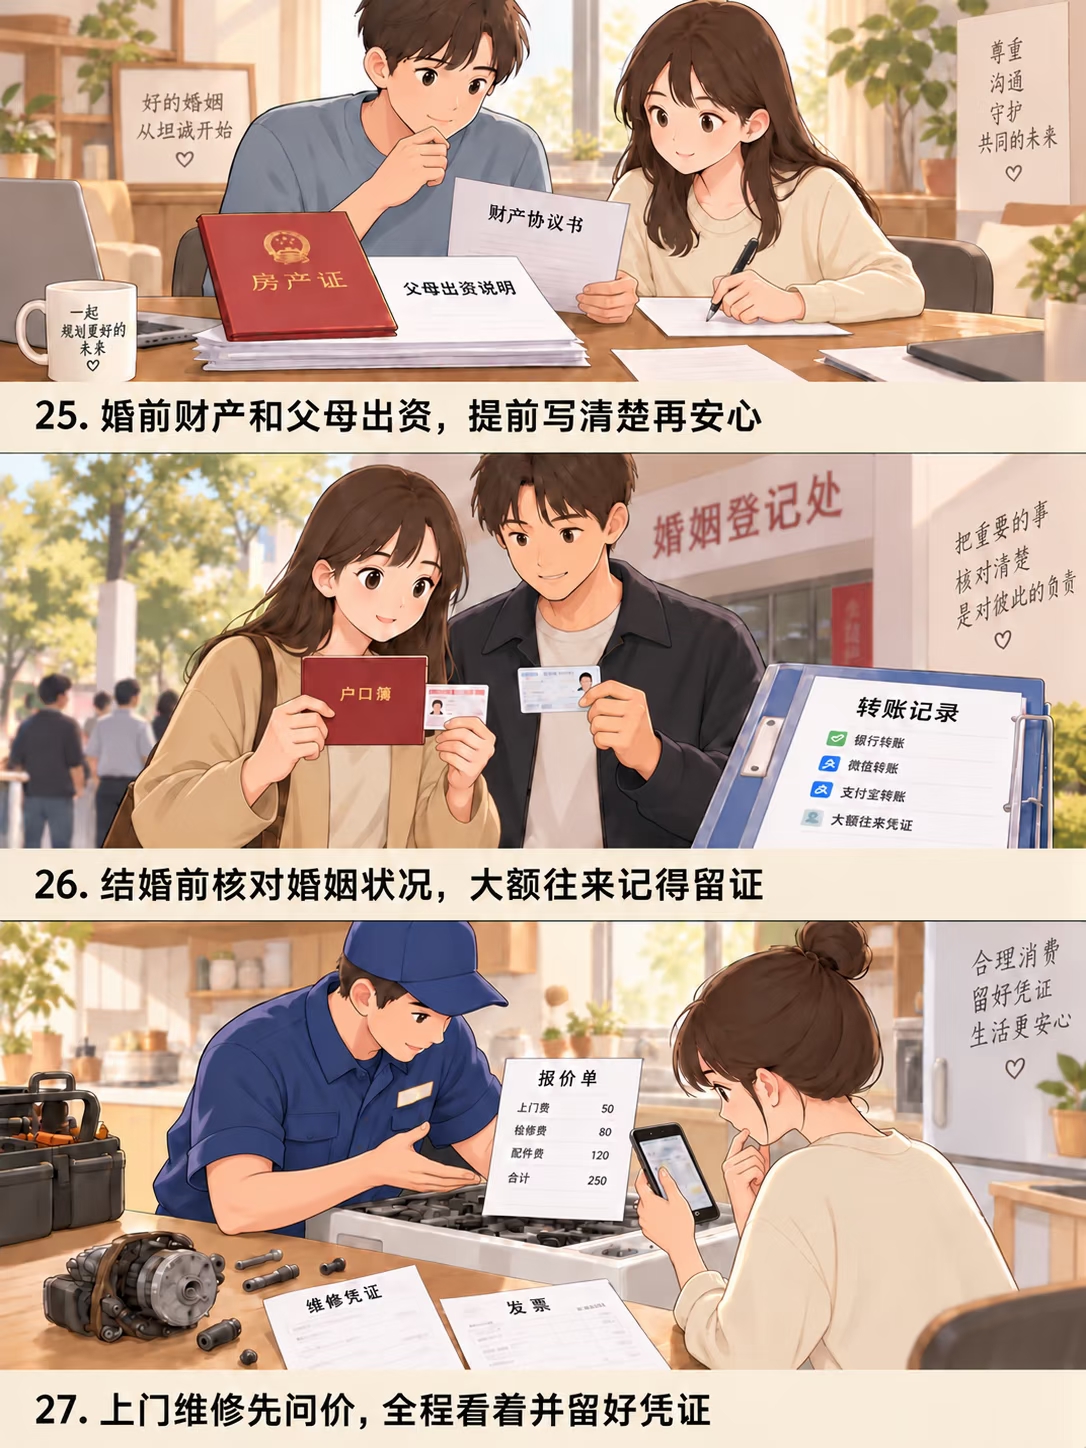 好的婚姻
从坦诚开始
尊重
沟通
守护
共同的未来
财产协议书
房产证
父母出资说明
一起
规划更好的
未来
25. 婚前财产和父母出资，提前写清楚再安心
婚姻登记处
把重要的事
核对清楚
是对彼此的负责
户口簿
转账记录
银行转账
微信转账
支付宝转账
大额往来凭证
26. 结婚前核对婚姻状况，大额往来记得留证
合理消费
留好凭证
生活更安心
报价单
上门费 50
检修费 80
配件费 120
合计 250
维修凭证
发票
27. 上门维修先问价, 全程看着并留好凭证